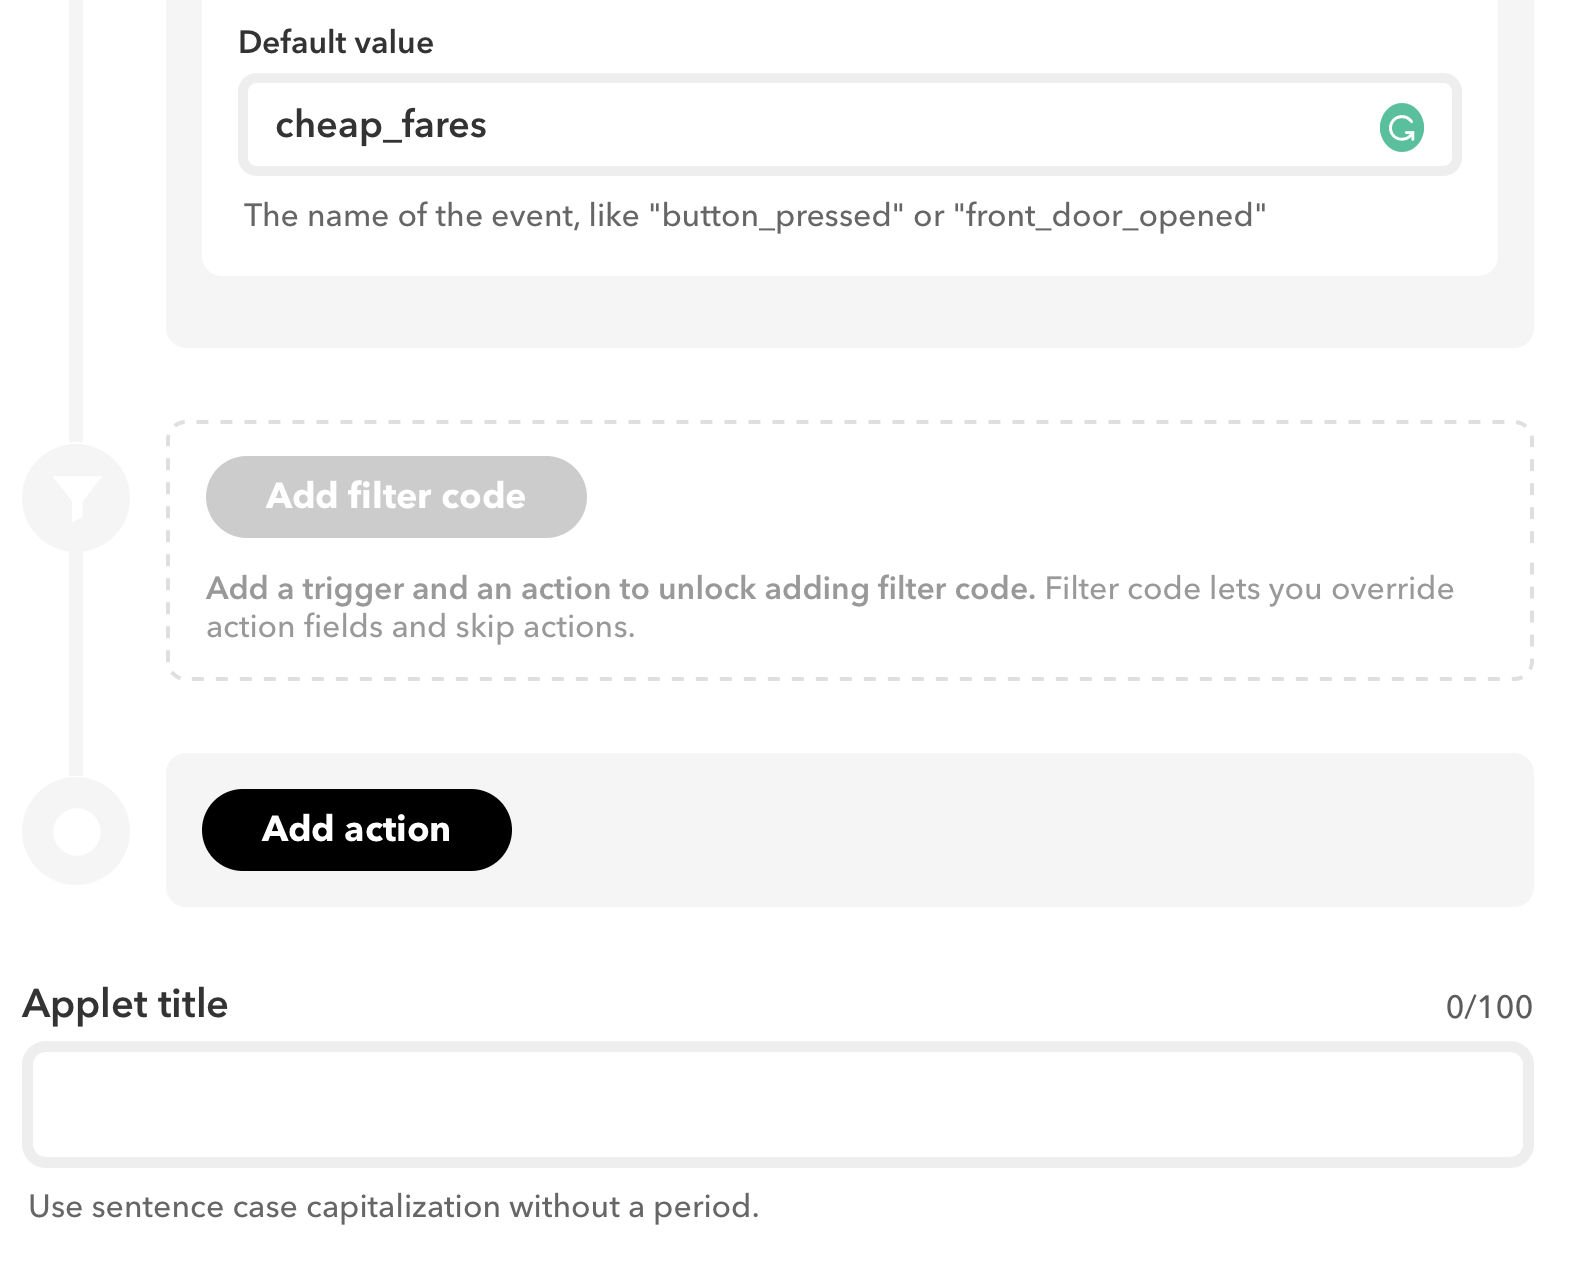 Default value
cheap_fares
The name of the event, like "button_pressed" or "front_door_opened"
Add filter code
Add a trigger and an action to unlock adding filter code. Filter code lets you override
action fields and skip actions.
Add action
Applet title
0/100
Use sentence case capitalization without a period.